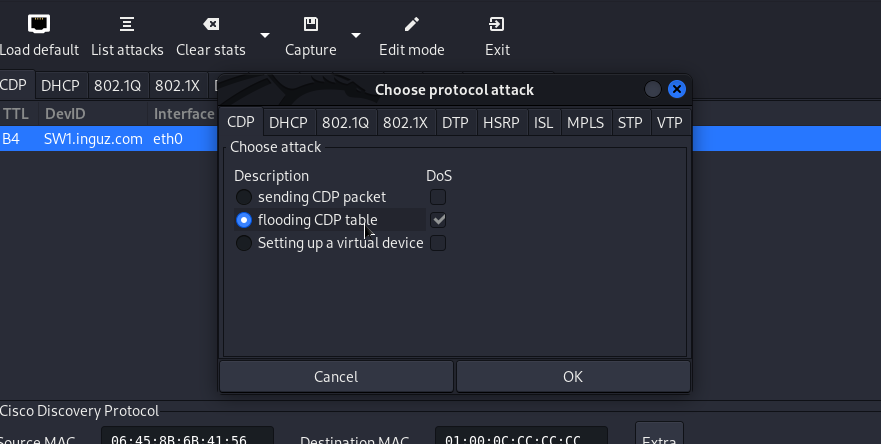 Load default List attacks Clear stats Capture Edit mode Exit
CDP DHCP 802.1Q 802.1X
Choose protocol attack
TTL DevID Interface
B4 SW1.inguz.com eth0
CDP DHCP 802.1Q 802.1X DTP HSRP ISL MPLS STP VTP
Choose attack
Description DoS
sending CDP packet
flooding CDP table
Setting up a virtual device
Cancel OK
Cisco Discovery Protocol
Source MAC 06:45:8B:6B:41:56 Destination MAC 01:00:0C:CC:CC:CC Extra